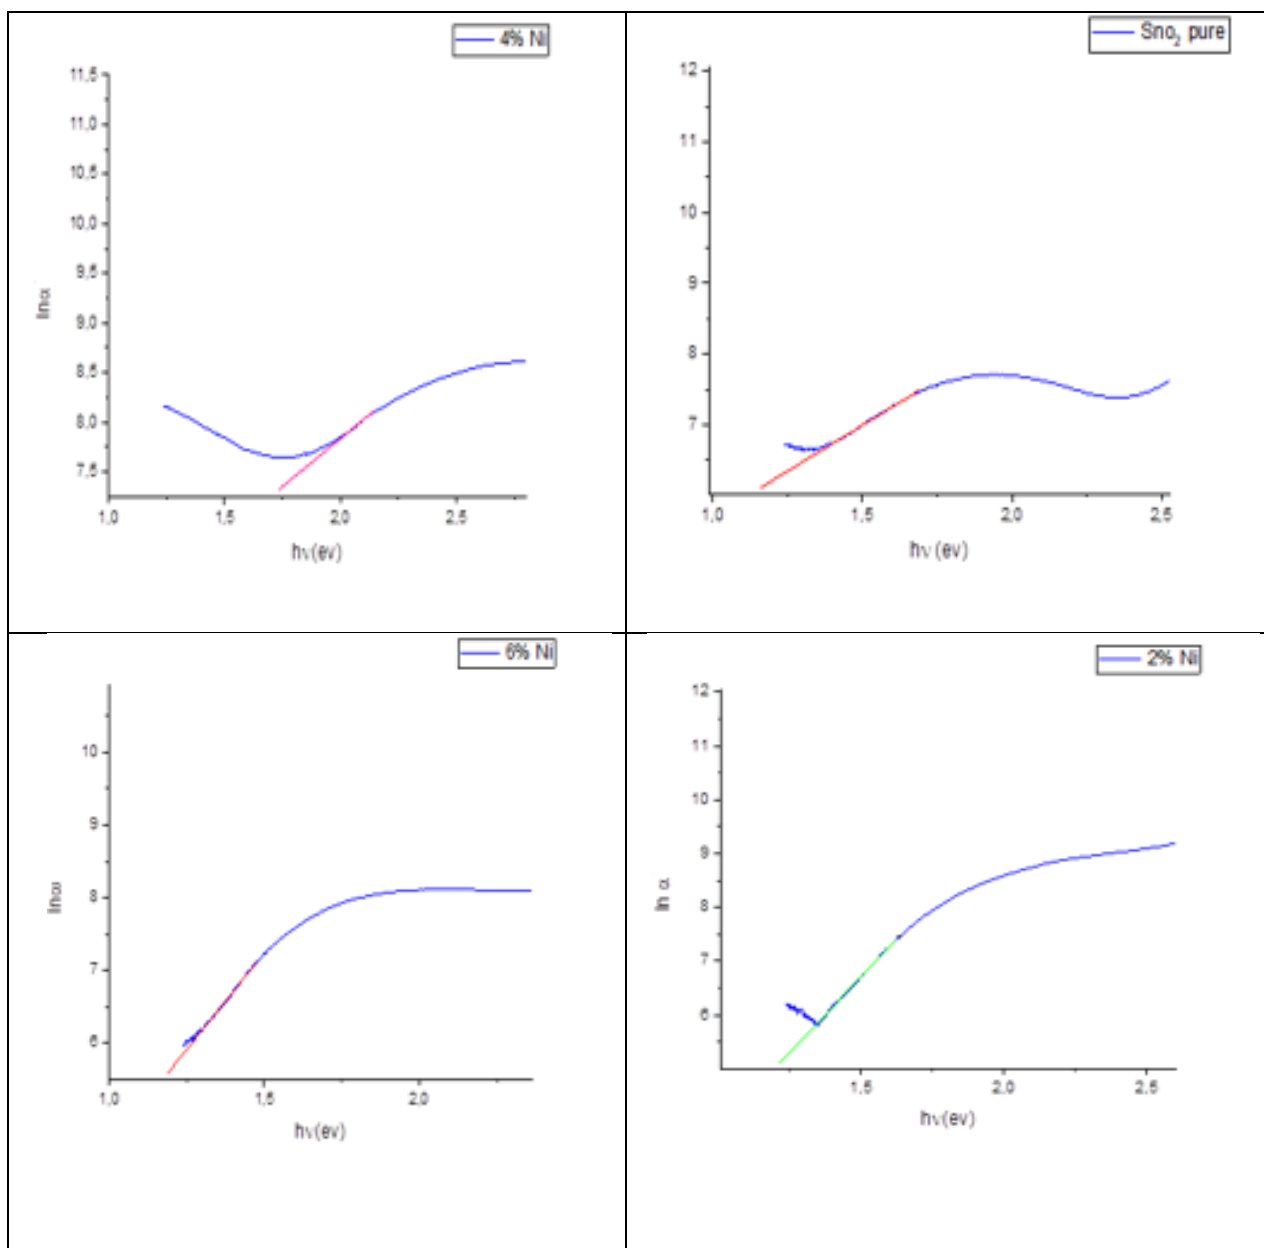 4% Ni
11,5
11,0
10,5
10,0
9,5
9,0
8,5
8,0
7,5
lnα
1,0 1,5 2,0 2,5
hν(ev)
Sno2 pure
12
11
10
9
8
7
1,0 1,5 2,0 2,5
hν (ev)
6% Ni
10
9
8
7
6
lnα
1,0 1,5 2,0
hν(ev)
2% Ni
12
11
10
9
8
7
6
ln α
1,5 2,0 2,5
hν(ev)